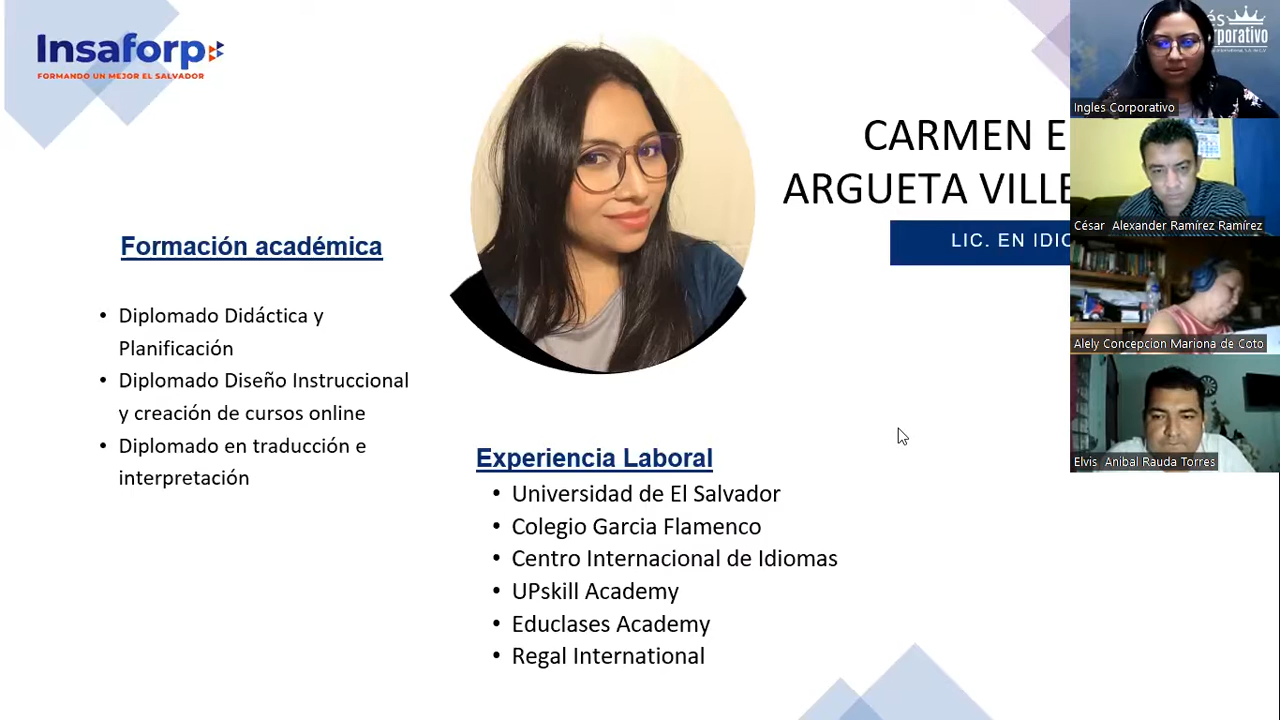 Insaforp
FORMANDO UN MEJOR EL SALVADOR
CARMEN E
ARGUETA VILLE
LIC. EN IDIO
Formación académica
• Diplomado Didáctica y
Planificación
• Diplomado Diseño Instruccional
y creación de cursos online
• Diplomado en traducción e
interpretación
Experiencia Laboral
• Universidad de El Salvador
• Colegio Garcia Flamenco
• Centro Internacional de Idiomas
• UPskill Academy
• Educlases Academy
• Regal International
Ingles Corporativo
César Alexander Ramírez Ramírez
Alely Concepcion Mariona de Coto
Elvis Anibal Rauda Torres